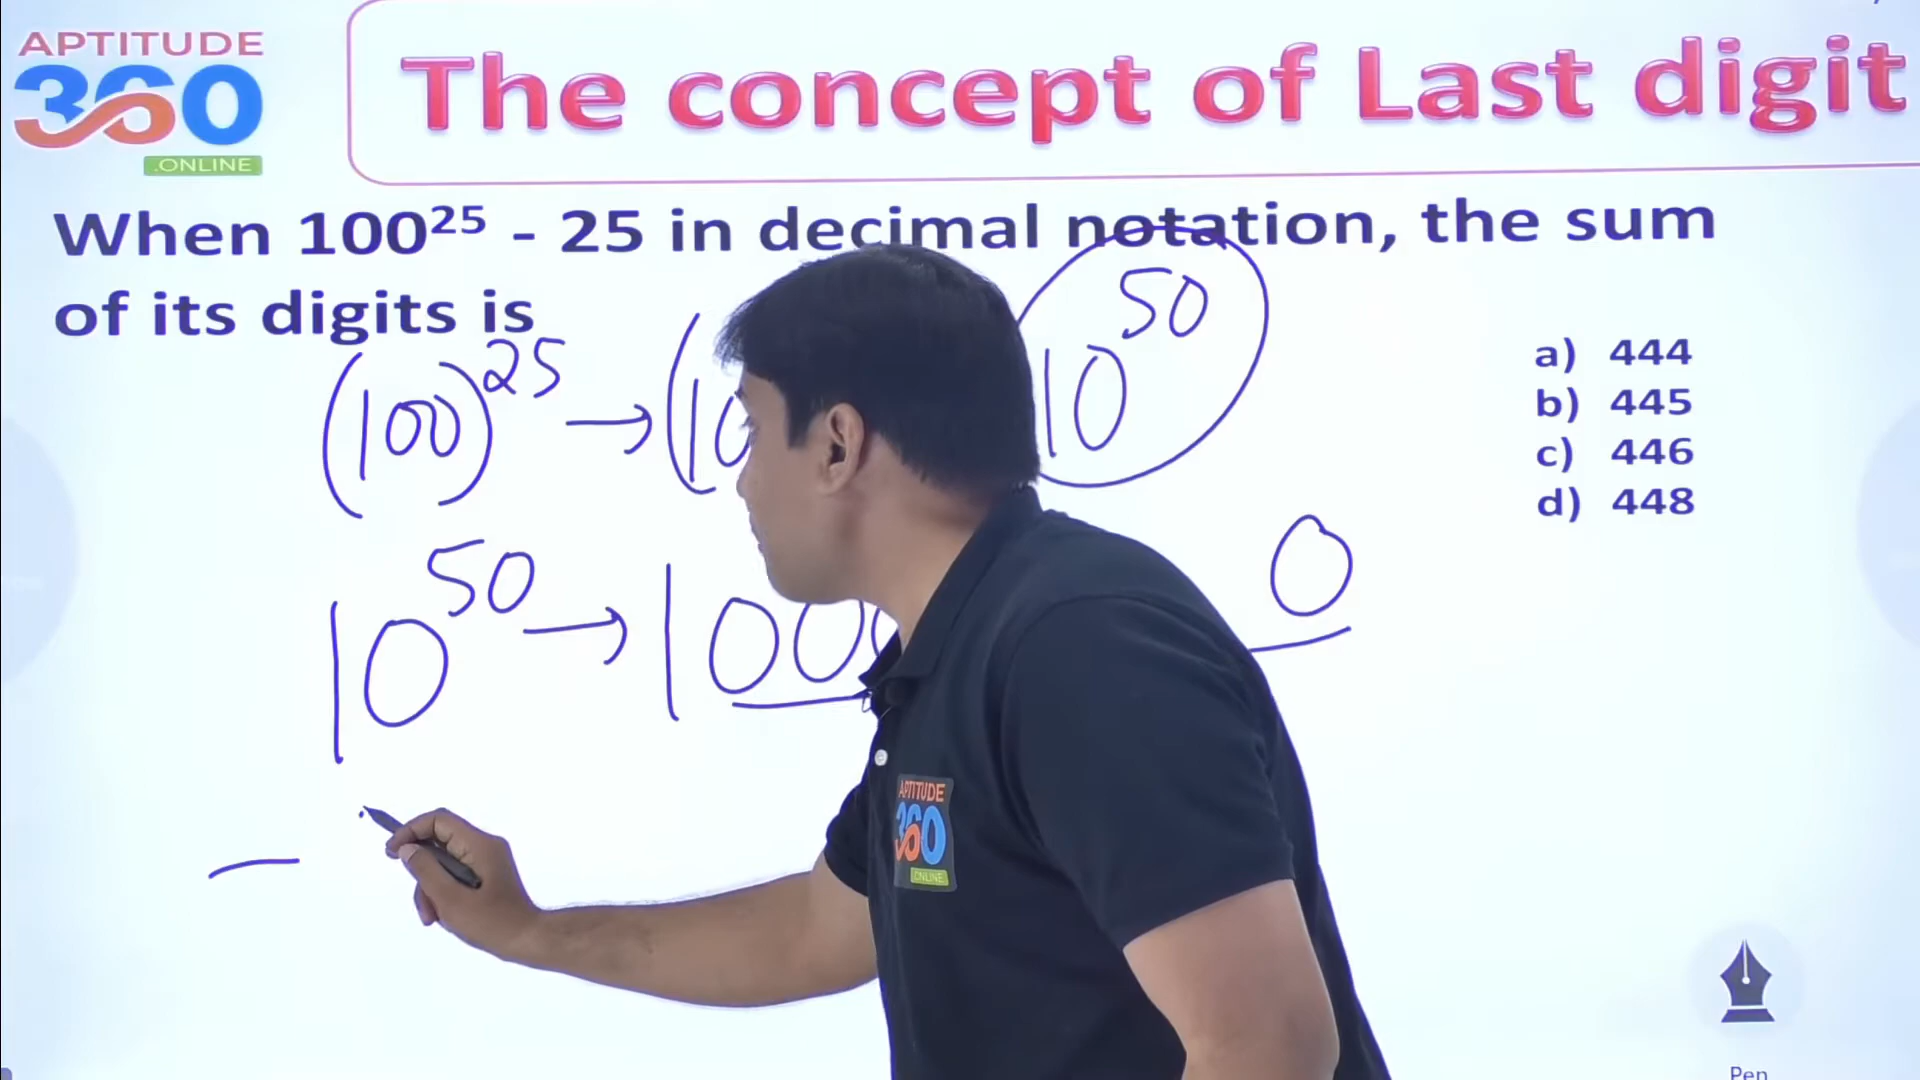 APTITUDE
360
.ONLINE
The concept of Last digit
When 100²⁵ - 25 in decimal notation, the sum
of its digits is
a) 444
b) 445
c) 446
d) 448
(100)²⁵ → (10
10⁵⁰
10⁵⁰ → 100
0
APTITUDE
360
ONLINE
Pen